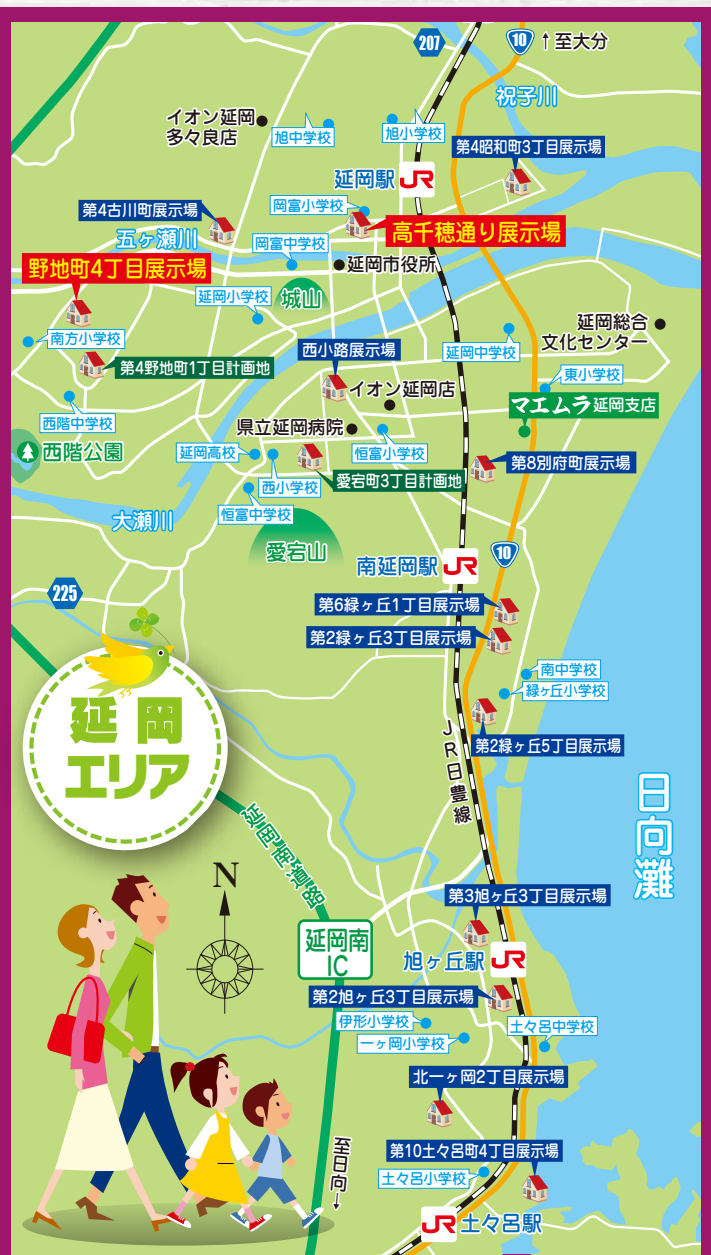 207
10
↑至大分
祝子川
イオン延岡
多々良店
旭中学校
旭小学校
第4昭和町3丁目展示場
延岡駅
JR
第4古川町展示場
岡富小学校
高千穂通り展示場
五ヶ瀬川
岡富中学校
延岡市役所
野地町4丁目展示場
延岡小学校
城山
延岡総合
文化センター
南方小学校
西小路展示場
延岡中学校
第4野地町1丁目計画地
イオン延岡店
東小学校
マエムラ延岡支店
西階中学校
県立延岡病院
西階公園
延岡高校
恒富小学校
第8別府町展示場
西小学校
愛宕町3丁目計画地
恒富中学校
大瀬川
愛宕山
南延岡駅
JR
10
225
第6緑ヶ丘1丁目展示場
第2緑ヶ丘3丁目展示場
南中学校
緑ヶ丘小学校
延岡
エリア
第2緑ヶ丘5丁目展示場
JR日豊線
日向灘
延岡南道路
N
第3旭ヶ丘3丁目展示場
延岡南
IC
旭ヶ丘駅
JR
第2旭ヶ丘3丁目展示場
伊形小学校
土々呂中学校
一ヶ岡小学校
北一ヶ岡2丁目展示場
至日向→
第10土々呂町4丁目展示場
土々呂小学校
JR
土々呂駅